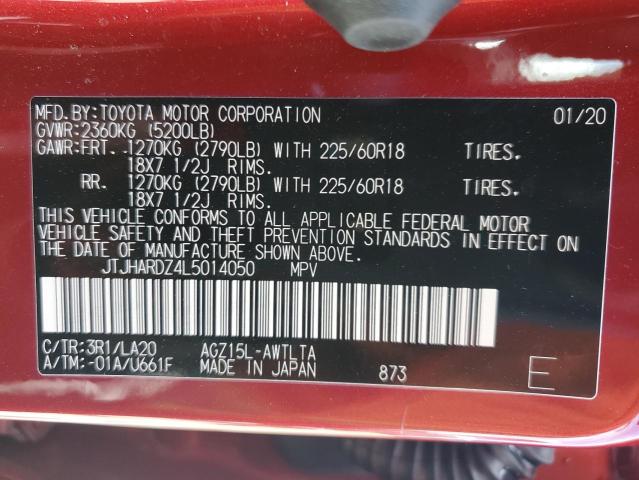 MFD.BY:TOYOTA MOTOR CORPORATION 01/20
GVWR:2360KG (5200LB)
GAWR:FRT. 1270KG (2790LB) WITH 225/60R18 TIRES.
18X7 1/2J RIMS.
RR. 1270KG (2790LB) WITH 225/60R18 TIRES.
18X7 1/2J RIMS.
THIS VEHICLE CONFORMS TO ALL APPLICABLE FEDERAL MOTOR
VEHICLE SAFETY AND THEFT PREVENTION STANDARDS IN EFFECT ON
THE DATE OF MANUFACTURE SHOWN ABOVE.
JTJHARDZ4L5014050 MPV
C/TR:3R1/LA20 AGZ15L-AWTLTA
A/TM:-01A/U661F MADE IN JAPAN 873 E